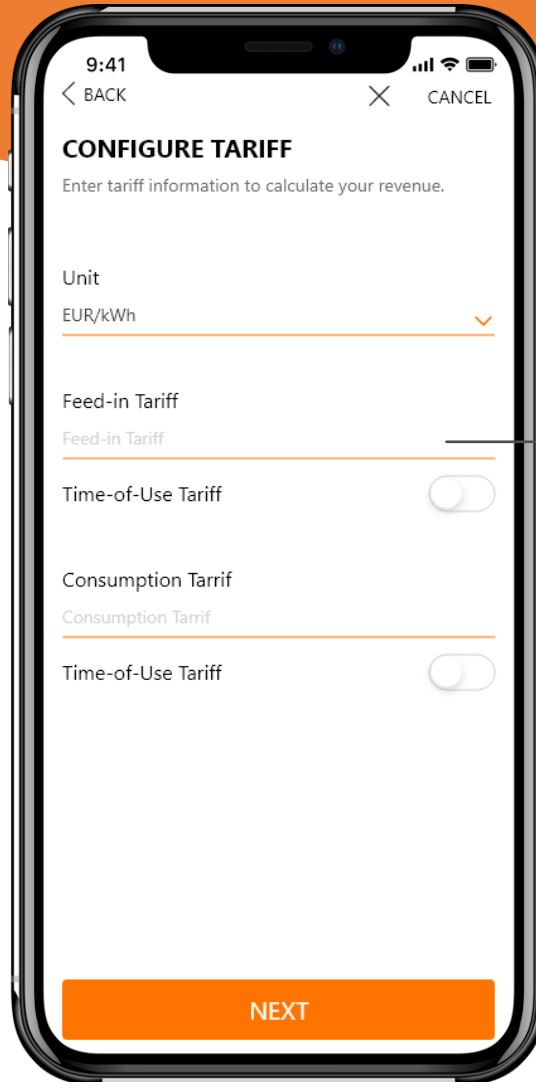 9:41
BACK CANCEL
CONFIGURE TARIFF
Enter tariff information to calculate your revenue.
Unit
EUR/kWh
Feed-in Tariff
Feed-in Tariff
Time-of-Use Tariff
Consumption Tarrif
Consumption Tarrif
Time-of-Use Tariff
NEXT